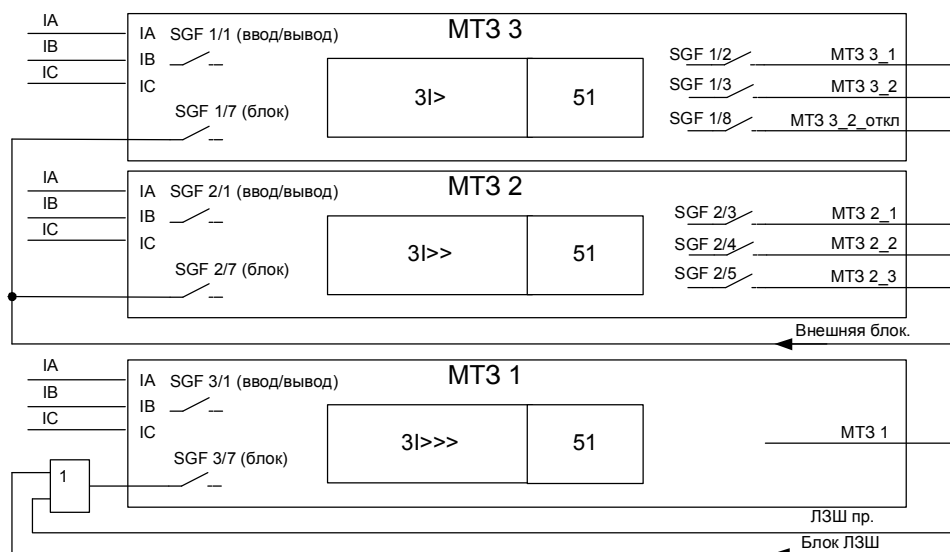 IA
IB
IC
IA
IB
IC
SGF 1/1 (ввод/вывод)
SGF 1/7 (блок)
МТЗ 3
3I>
51
SGF 1/2
МТЗ 3_1
SGF 1/3
МТЗ 3_2
SGF 1/8
МТЗ 3_2_откл
IA
IB
IC
IA
IB
IC
SGF 2/1 (ввод/вывод)
SGF 2/7 (блок)
МТЗ 2
3I>>
51
SGF 2/3
МТЗ 2_1
SGF 2/4
МТЗ 2_2
SGF 2/5
МТЗ 2_3
Внешняя блок.
IA
IB
IC
IA
IB
IC
SGF 3/1 (ввод/вывод)
SGF 3/7 (блок)
МТЗ 1
3I>>>
51
МТЗ 1
1
ЛЗШ пр.
Блок ЛЗШ